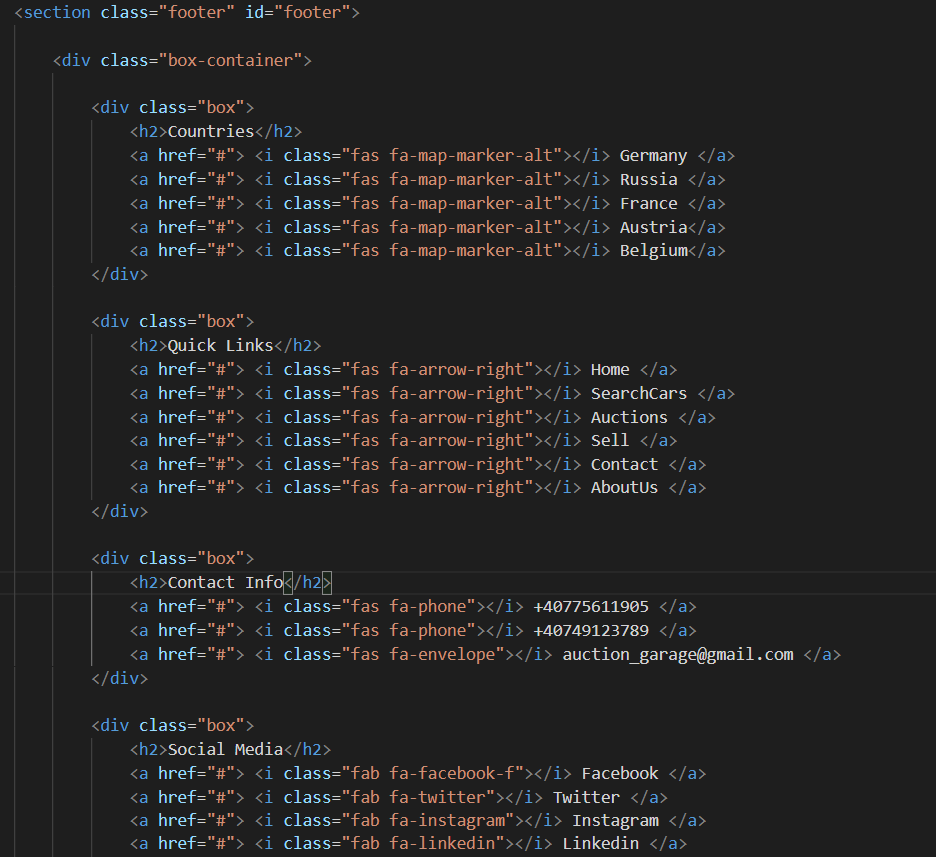 <section class="footer" id="footer">
<div class="box-container">
<div class="box">
<h2>Countries</h2>
<a href="#"> <i class="fas fa-map-marker-alt"></i> Germany </a>
<a href="#"> <i class="fas fa-map-marker-alt"></i> Russia </a>
<a href="#"> <i class="fas fa-map-marker-alt"></i> France </a>
<a href="#"> <i class="fas fa-map-marker-alt"></i> Austria</a>
<a href="#"> <i class="fas fa-map-marker-alt"></i> Belgium</a>
</div>
<div class="box">
<h2>Quick Links</h2>
<a href="#"> <i class="fas fa-arrow-right"></i> Home </a>
<a href="#"> <i class="fas fa-arrow-right"></i> SearchCars </a>
<a href="#"> <i class="fas fa-arrow-right"></i> Auctions </a>
<a href="#"> <i class="fas fa-arrow-right"></i> Sell </a>
<a href="#"> <i class="fas fa-arrow-right"></i> Contact </a>
<a href="#"> <i class="fas fa-arrow-right"></i> AboutUs </a>
</div>
<div class="box">
<h2>Contact Info</h2>
<a href="#"> <i class="fas fa-phone"></i> +40775611905 </a>
<a href="#"> <i class="fas fa-phone"></i> +40749123789 </a>
<a href="#"> <i class="fas fa-envelope"></i> auction_garage@gmail.com </a>
</div>
<div class="box">
<h2>Social Media</h2>
<a href="#"> <i class="fab fa-facebook-f"></i> Facebook </a>
<a href="#"> <i class="fab fa-twitter"></i> Twitter </a>
<a href="#"> <i class="fab fa-instagram"></i> Instagram </a>
<a href="#"> <i class="fab fa-linkedin"></i> Linkedin </a>